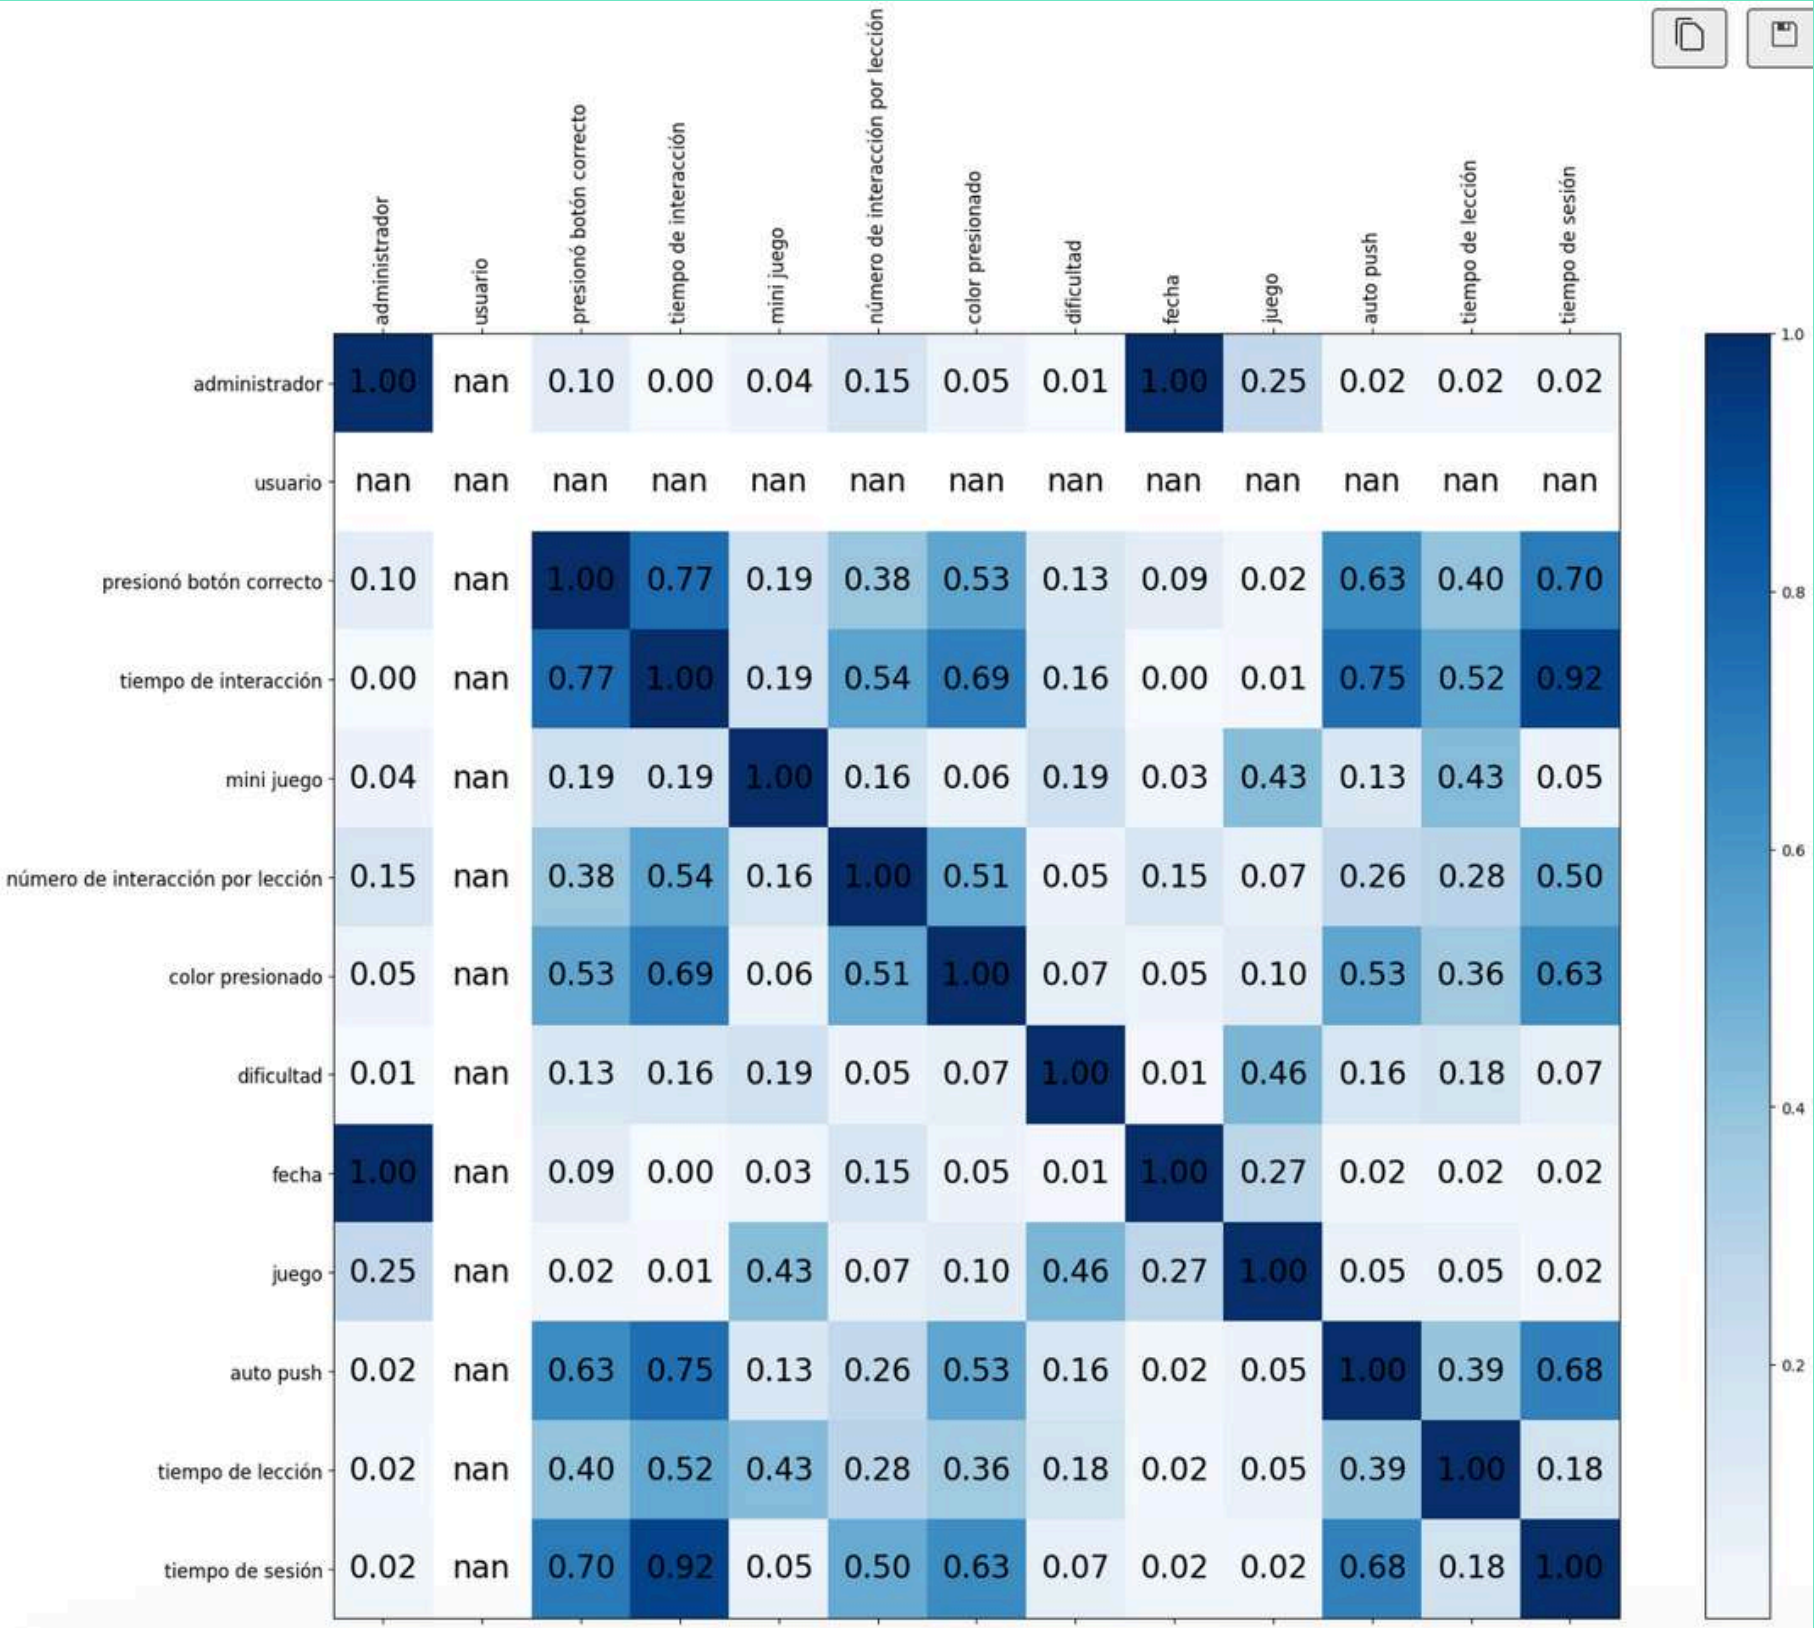 administrador
usuario
presionó botón correcto
tiempo de interacción
mini juego
número de interacción por lección
color presionado
dificultad
fecha
juego
auto push
tiempo de lección
tiempo de sesión
administrador 1.00 nan 0.10 0.00 0.04 0.15 0.05 0.01 1.00 0.25 0.02 0.02 0.02
usuario nan nan nan nan nan nan nan nan nan nan nan nan nan
presionó botón correcto 0.10 nan 1.00 0.77 0.19 0.38 0.53 0.13 0.09 0.02 0.63 0.40 0.70
tiempo de interacción 0.00 nan 0.77 1.00 0.19 0.54 0.69 0.16 0.00 0.01 0.75 0.52 0.92
mini juego 0.04 nan 0.19 0.19 1.00 0.16 0.06 0.19 0.03 0.43 0.13 0.43 0.05
número de interacción por lección 0.15 nan 0.38 0.54 0.16 1.00 0.51 0.05 0.15 0.07 0.26 0.28 0.50
color presionado 0.05 nan 0.53 0.69 0.06 0.51 1.00 0.07 0.05 0.10 0.53 0.36 0.63
dificultad 0.01 nan 0.13 0.16 0.19 0.05 0.07 1.00 0.01 0.46 0.16 0.18 0.07
fecha 1.00 nan 0.09 0.00 0.03 0.15 0.05 0.01 1.00 0.27 0.02 0.02 0.02
juego 0.25 nan 0.02 0.01 0.43 0.07 0.10 0.46 0.27 1.00 0.05 0.05 0.02
auto push 0.02 nan 0.63 0.75 0.13 0.26 0.53 0.16 0.02 0.05 1.00 0.39 0.68
tiempo de lección 0.02 nan 0.40 0.52 0.43 0.28 0.36 0.18 0.02 0.05 0.39 1.00 0.18
tiempo de sesión 0.02 nan 0.70 0.92 0.05 0.50 0.63 0.07 0.02 0.02 0.68 0.18 1.00
1.0
0.8
0.6
0.4
0.2